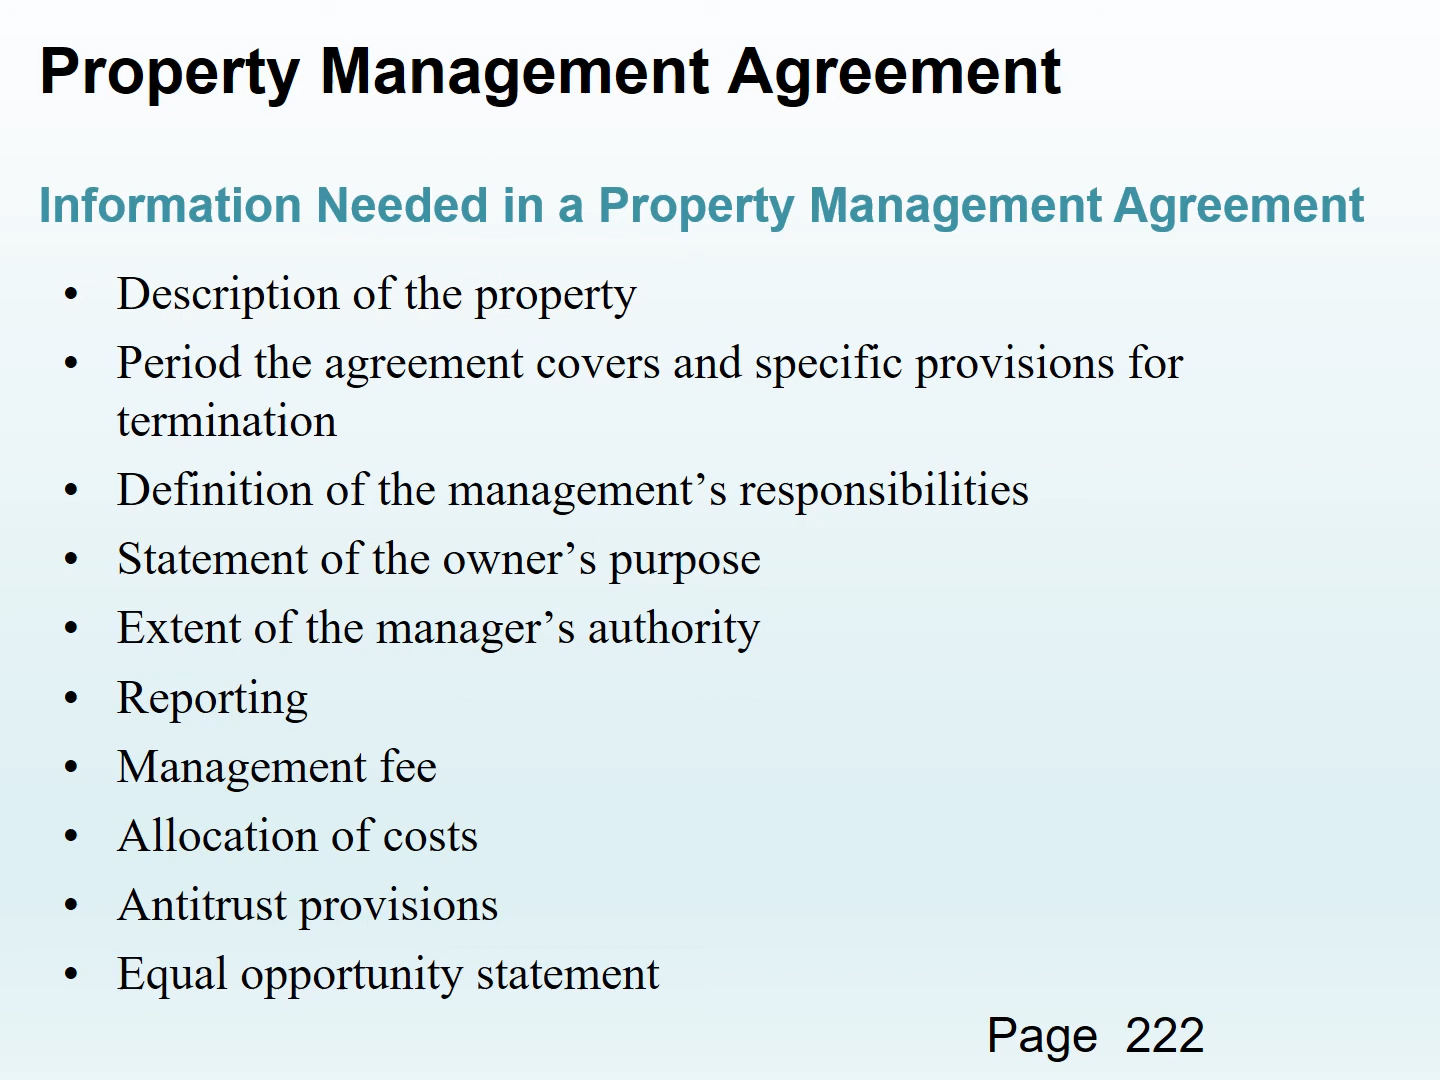 Property Management Agreement
Information Needed in a Property Management Agreement
• Description of the property
• Period the agreement covers and specific provisions for
termination
• Definition of the management’s responsibilities
• Statement of the owner’s purpose
• Extent of the manager’s authority
• Reporting
• Management fee
• Allocation of costs
• Antitrust provisions
• Equal opportunity statement
Page 222